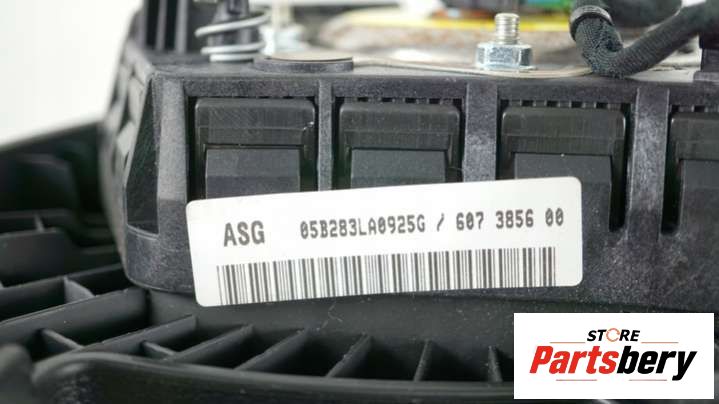 ASG 05B283LA0925G / 607 3856 00
STORE
Partsbery